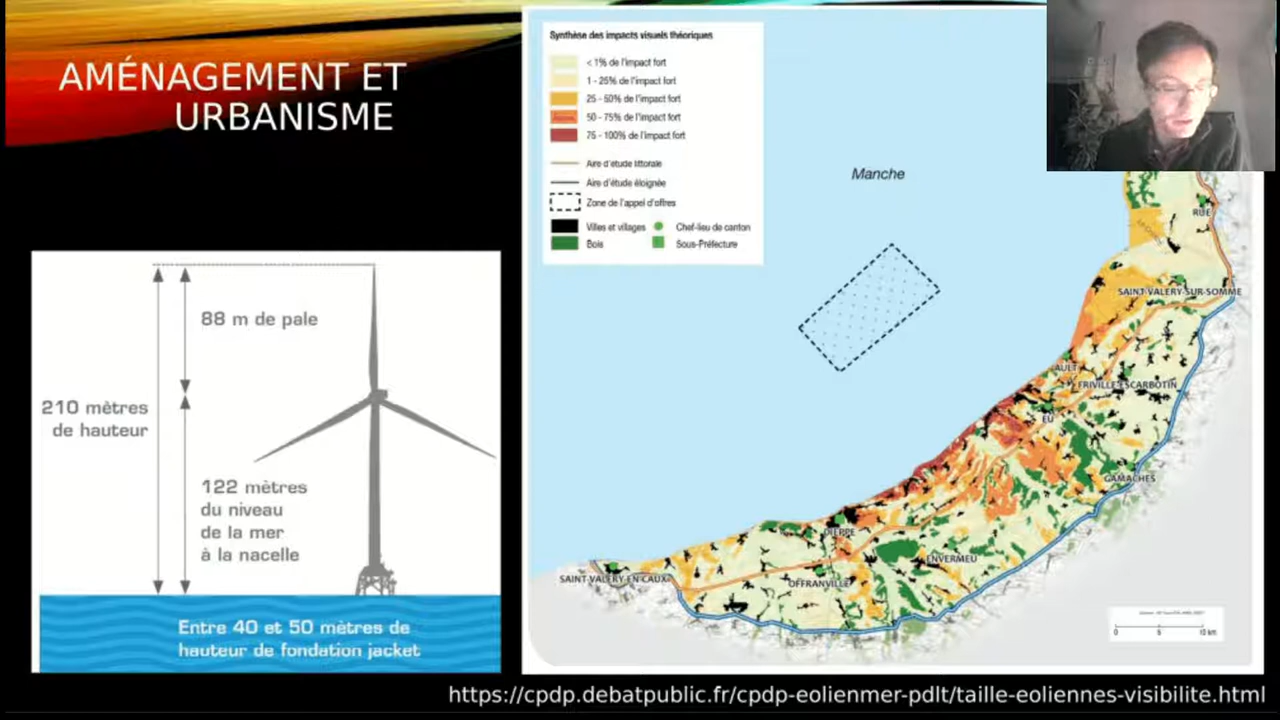 AMÉNAGEMENT ET
URBANISME
88 m de pale
210 mètres
de hauteur
122 mètres
du niveau
de la mer
à la nacelle
Entre 40 et 50 mètres de
hauteur de fondation jacket
Synthèse des impacts visuels théoriques
< 1% de l'impact fort
1 - 25% de l'impact fort
25 - 50% de l'impact fort
50 - 75% de l'impact fort
75 - 100% de l'impact fort
Aire d'étude littorale
Aire d'étude éloignée
Zone de l'appel d'offres
Villes et villages
Chef-lieu de canton
Bois
Sous-Préfecture
Manche
RUE
SAINT-VALERY-SUR-SOMME
AULT
FRIVILLE-ESCARBOTIN
EU
GAMACHES
DIEPPE
ENVERMEU
SAINT-VALERY-EN-CAUX
OFFRANVILLE
0 5 10 km
https://cpdp.debatpublic.fr/cpdp-eolienmer-pdlt/taille-eoliennes-visibilite.html